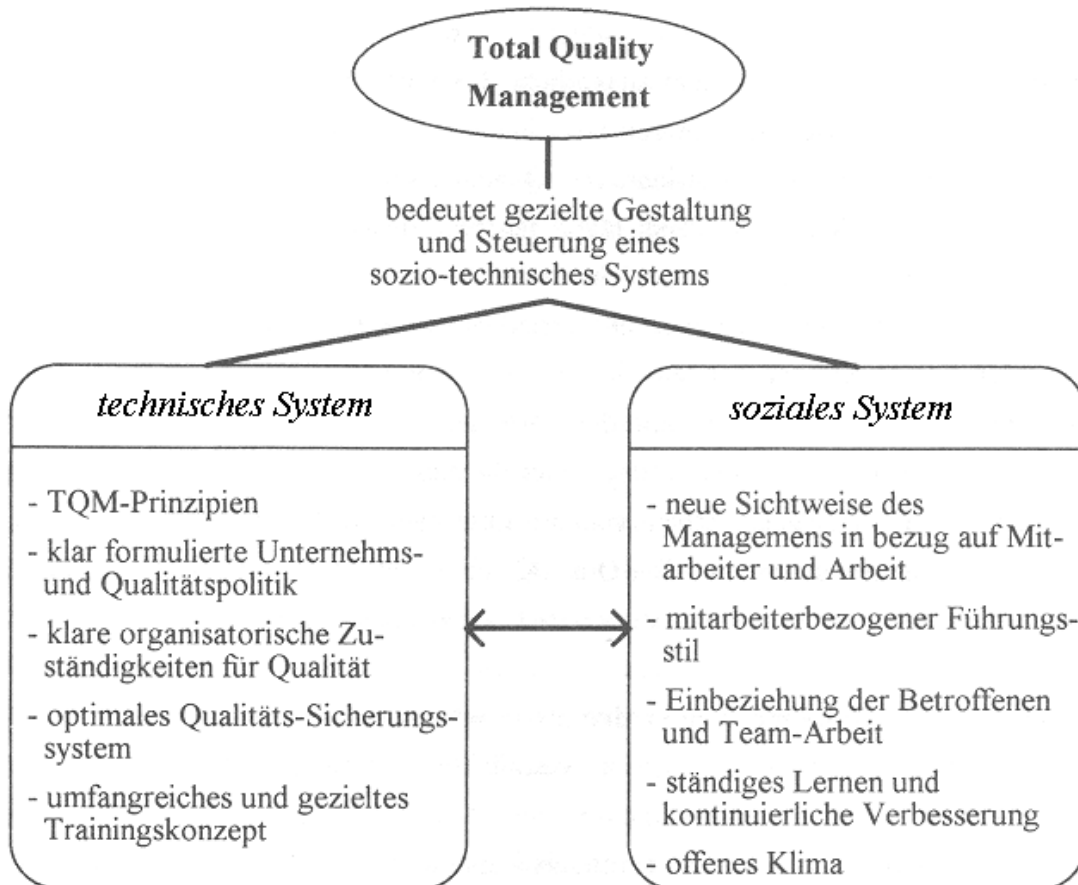 Total Quality
Management
bedeutet gezielte Gestaltung
und Steuerung eines
sozio-technisches Systems
technisches System
- TQM-Prinzipien
- klar formulierte Unternehms-
und Qualitätspolitik
- klare organisatorische Zu-
ständigkeiten für Qualität
- optimales Qualitäts-Sicherungs-
system
- umfangreiches und gezieltes
Trainingskonzept
soziales System
- neue Sichtweise des
Managemens in bezug auf Mit-
arbeiter und Arbeit
- mitarbeiterbezogener Führungs-
stil
- Einbeziehung der Betroffenen
und Team-Arbeit
- ständiges Lernen und
kontinuierliche Verbesserung
- offenes Klima